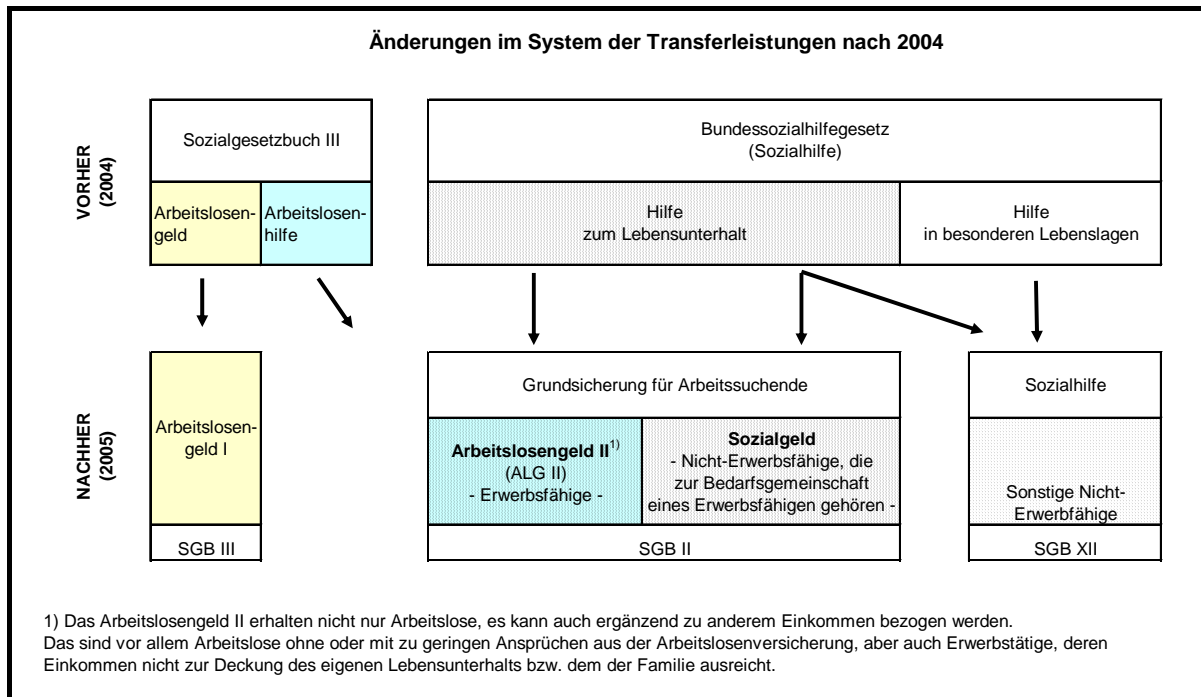 Änderungen im System der Transferleistungen nach 2004
VORHER
(2004)
Sozialgesetzbuch III
Bundessozialhilfegesetz
(Sozialhilfe)
Arbeitslosen-
geld
Arbeitslosen-
hilfe
Hilfe
zum Lebensunterhalt
Hilfe
in besonderen Lebenslagen
NACHHER
(2005)
Arbeitslosen-
geld I
SGB III
Grundsicherung für Arbeitssuchende
Arbeitslosengeld II1)
(ALG II)
- Erwerbsfähige -
Sozialgeld
- Nicht-Erwerbsfähige, die
zur Bedarfsgemeinschaft
eines Erwerbsfähigen gehören -
SGB II
Sozialhilfe
Sonstige Nicht-
Erwerbfähige
SGB XII
1) Das Arbeitslosengeld II erhalten nicht nur Arbeitslose, es kann auch ergänzend zu anderem Einkommen bezogen werden.
Das sind vor allem Arbeitslose ohne oder mit zu geringen Ansprüchen aus der Arbeitslosenversicherung, aber auch Erwerbstätige, deren
Einkommen nicht zur Deckung des eigenen Lebensunterhalts bzw. dem der Familie ausreicht.